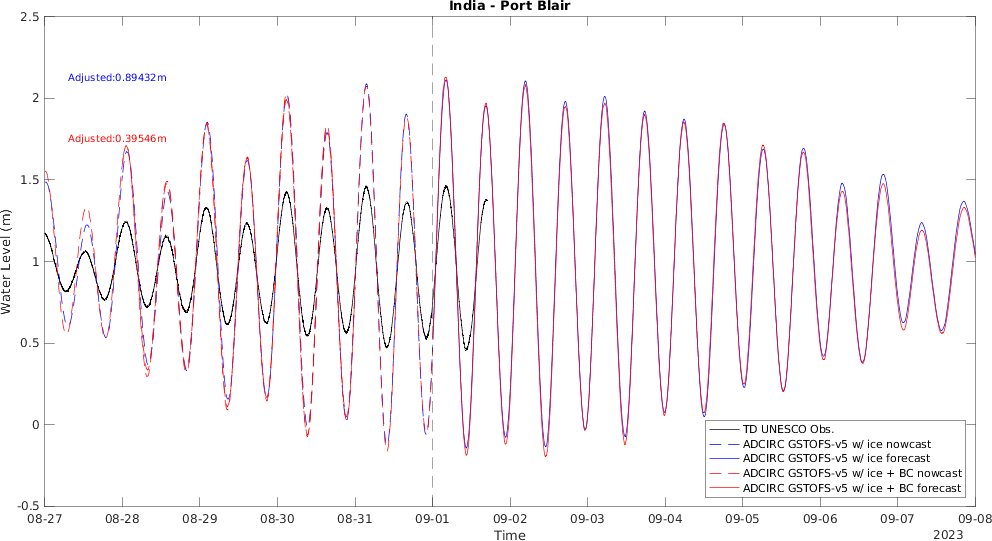 India - Port Blair
2.5
2
1.5
1
0.5
0
-0.5
Water Level (m)
Adjusted:0.89432m
Adjusted:0.39546m
TD UNESCO Obs.
ADCIRC GSTOFS-v5 w/ ice nowcast
ADCIRC GSTOFS-v5 w/ ice forecast
ADCIRC GSTOFS-v5 w/ ice + BC nowcast
ADCIRC GSTOFS-v5 w/ ice + BC forecast
08-27 08-28 08-29 08-30 08-31 09-01 09-02 09-03 09-04 09-05 09-06 09-07 09-08
Time
2023